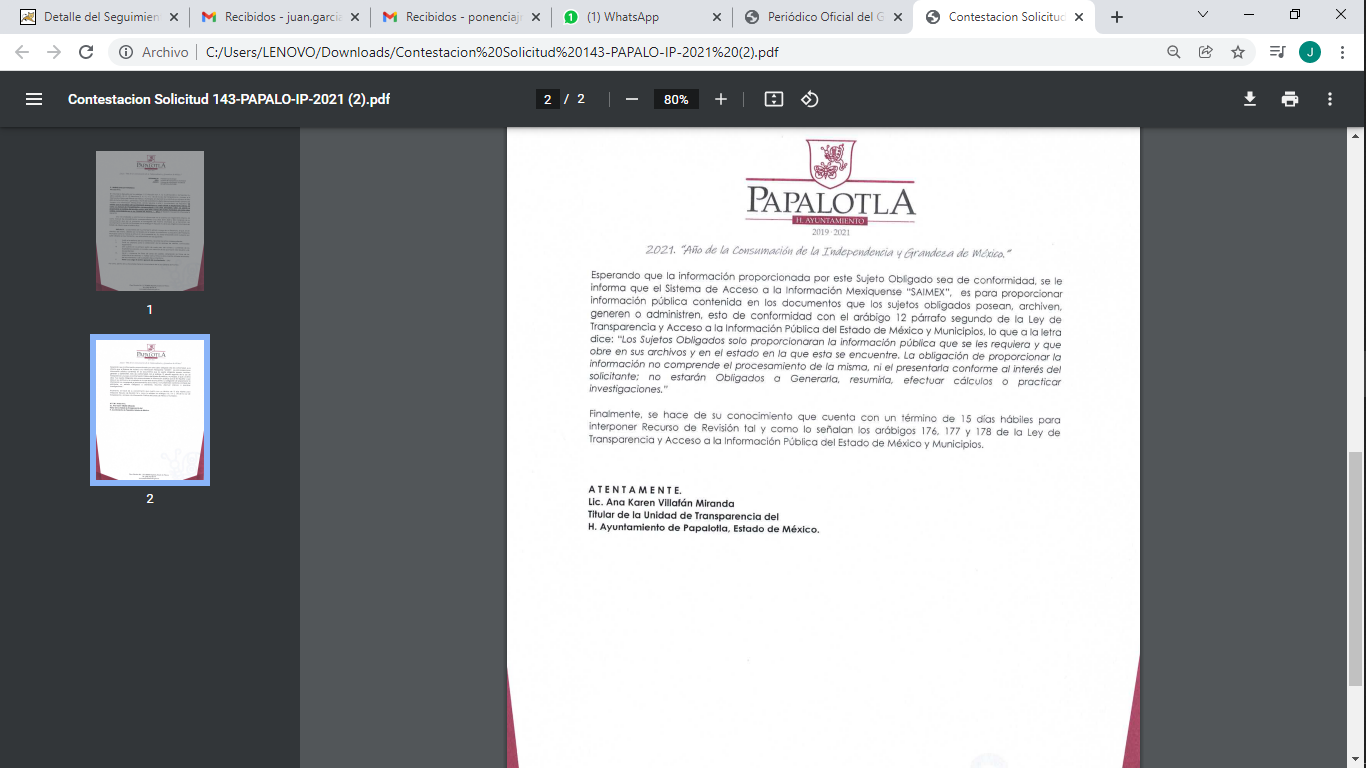 Detalle del Seguimien
Recibidos - juan.garcia
Recibidos - ponenciajr
(1) WhatsApp
Periódico Oficial del G
Contestacion Solicitud
Archivo
C:/Users/LENOVO/Downloads/Contestacion%20Solicitud%20143-PAPALO-IP-2021%20(2).pdf
J
Contestacion Solicitud 143-PAPALO-IP-2021 (2).pdf
2 / 2
80%
1
2
PAPALOTLA
H. AYUNTAMIENTO
2019 - 2021
2021. "Año de la Consumación de la Independencia y Grandeza de México."
Esperando que la información proporcionada por este Sujeto Obligado sea de conformidad, se le
informa que el Sistema de Acceso a la Información Mexiquense "SAIMEX", es para proporcionar
información pública contenida en los documentos que los sujetos obligados posean, archiven,
generen o administren, esto de conformidad con el arábigo 12 párrafo segundo de la Ley de
Transparencia y Acceso a la Información Pública del Estado de México y Municipios, lo que a la letra
dice: "Los Sujetos Obligados solo proporcionaran la información pública que se les requiera y que
obre en sus archivos y en el estado en la que esta se encuentre. La obligación de proporcionar la
información no comprende el procesamiento de la misma, ni el presentarla conforme al interés del
solicitante; no estarán Obligados a Generarla, resumirla, efectuar cálculos o practicar
investigaciones."
Finalmente, se hace de su conocimiento que cuenta con un término de 15 días hábiles para
interponer Recurso de Revisión tal y como lo señalan los arábigos 176, 177 y 178 de la Ley de
Transparencia y Acceso a la Información Pública del Estado de México y Municipios.
A T E N T A M E N T E.
Lic. Ana Karen Villafán Miranda
Titular de la Unidad de Transparencia del
H. Ayuntamiento de Papalotla, Estado de México.